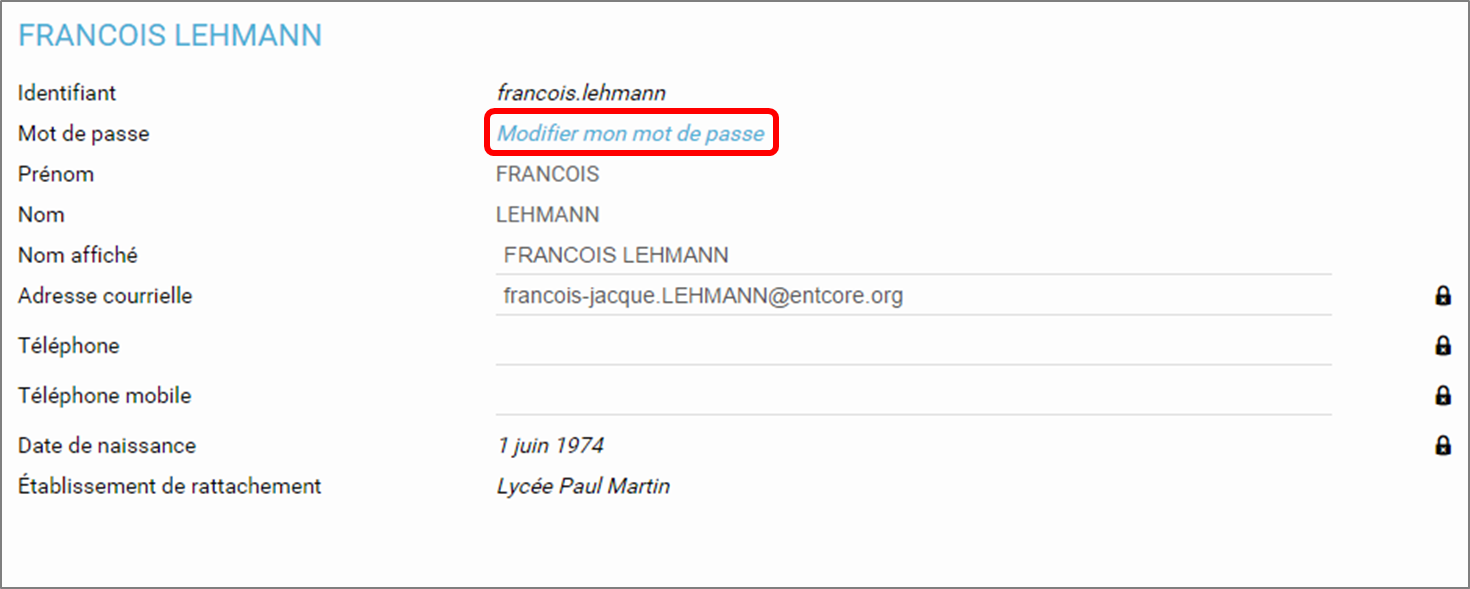 FRANCOIS LEHMANN
Identifiant francois.lehmann
Mot de passe Modifier mon mot de passe
Prénom FRANCOIS
Nom LEHMANN
Nom affiché FRANCOIS LEHMANN
Adresse courrielle francois-jacque.LEHMANN@entcore.org
Téléphone
Téléphone mobile
Date de naissance 1 juin 1974
Établissement de rattachement Lycée Paul Martin